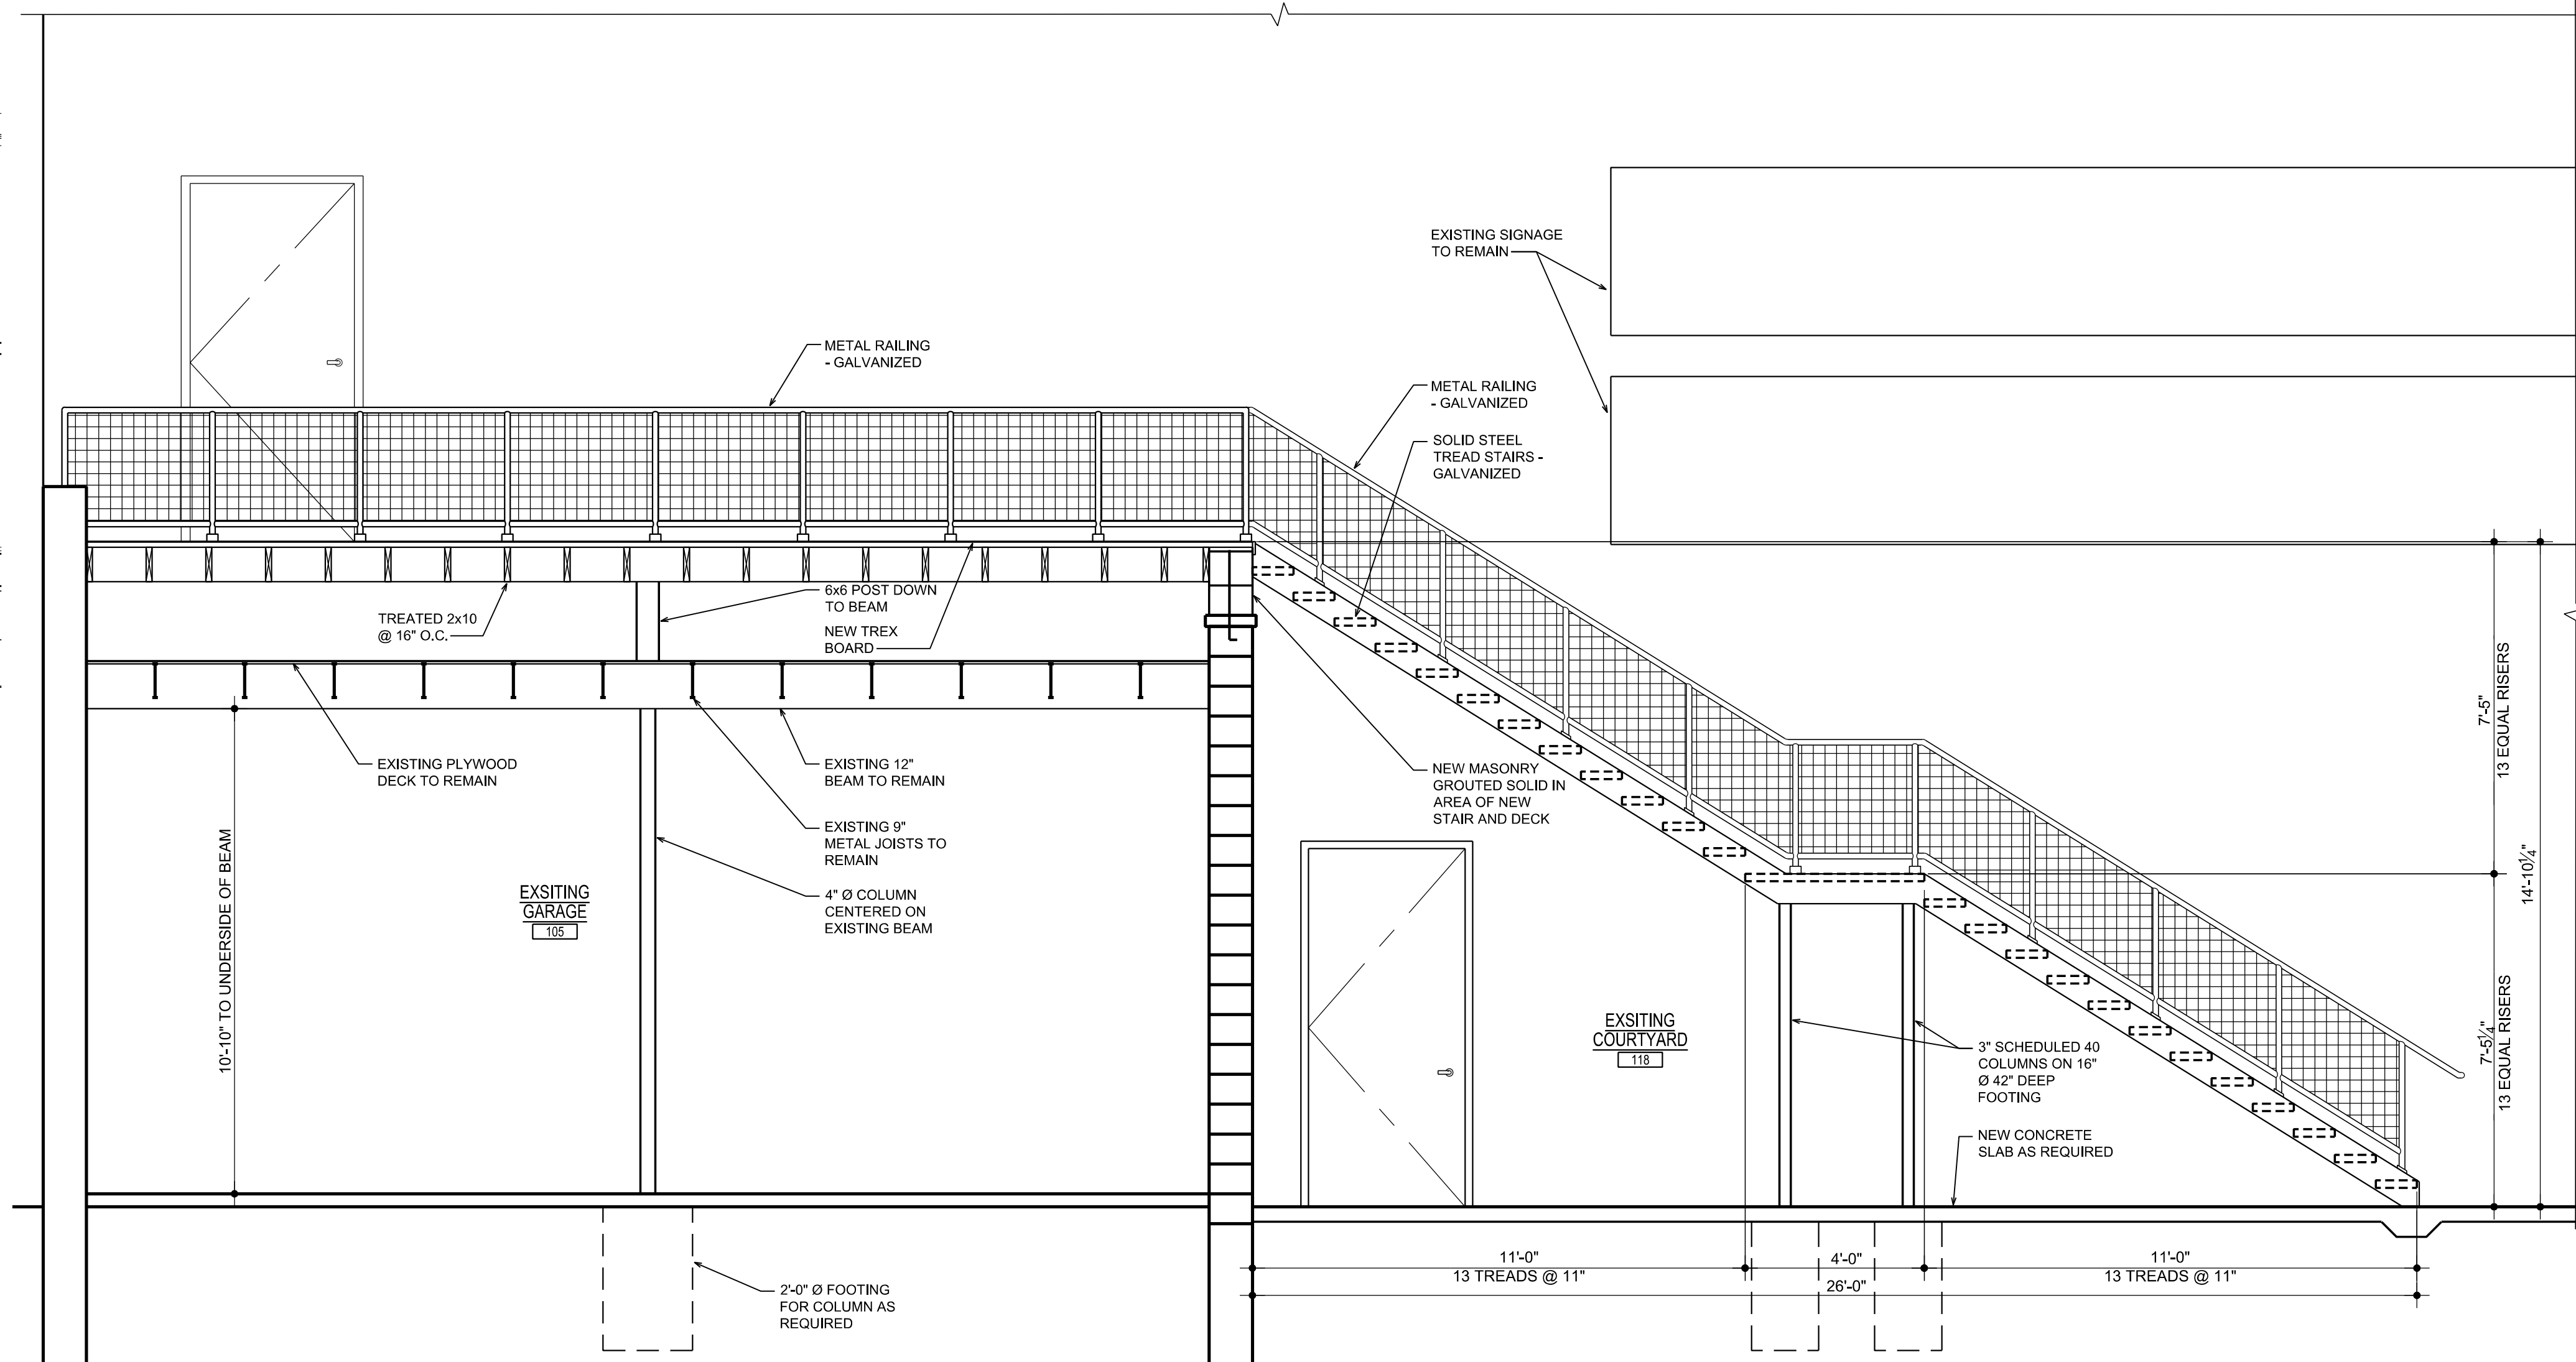 EXISTING SIGNAGE
TO REMAIN
METAL RAILING
- GALVANIZED
METAL RAILING
- GALVANIZED
SOLID STEEL
TREAD STAIRS -
GALVANIZED
TREATED 2x10
@ 16" O.C.
6x6 POST DOWN
TO BEAM
NEW TREX
BOARD
EXISTING PLYWOOD
DECK TO REMAIN
EXISTING 12"
BEAM TO REMAIN
EXISTING 9"
METAL JOISTS TO
REMAIN
4" Ø COLUMN
CENTERED ON
EXISTING BEAM
NEW MASONRY
GROUTED SOLID IN
AREA OF NEW
STAIR AND DECK
10'-10" TO UNDERSIDE OF BEAM
EXSITING
GARAGE
105
EXSITING
COURTYARD
118
3" SCHEDULED 40
COLUMNS ON 16"
Ø 42" DEEP
FOOTING
NEW CONCRETE
SLAB AS REQUIRED
7'-5"
13 EQUAL RISERS
14'-10¼"
7'-5¼"
13 EQUAL RISERS
2'-0" Ø FOOTING
FOR COLUMN AS
REQUIRED
11'-0"
13 TREADS @ 11"
4'-0"
26'-0"
11'-0"
13 TREADS @ 11"